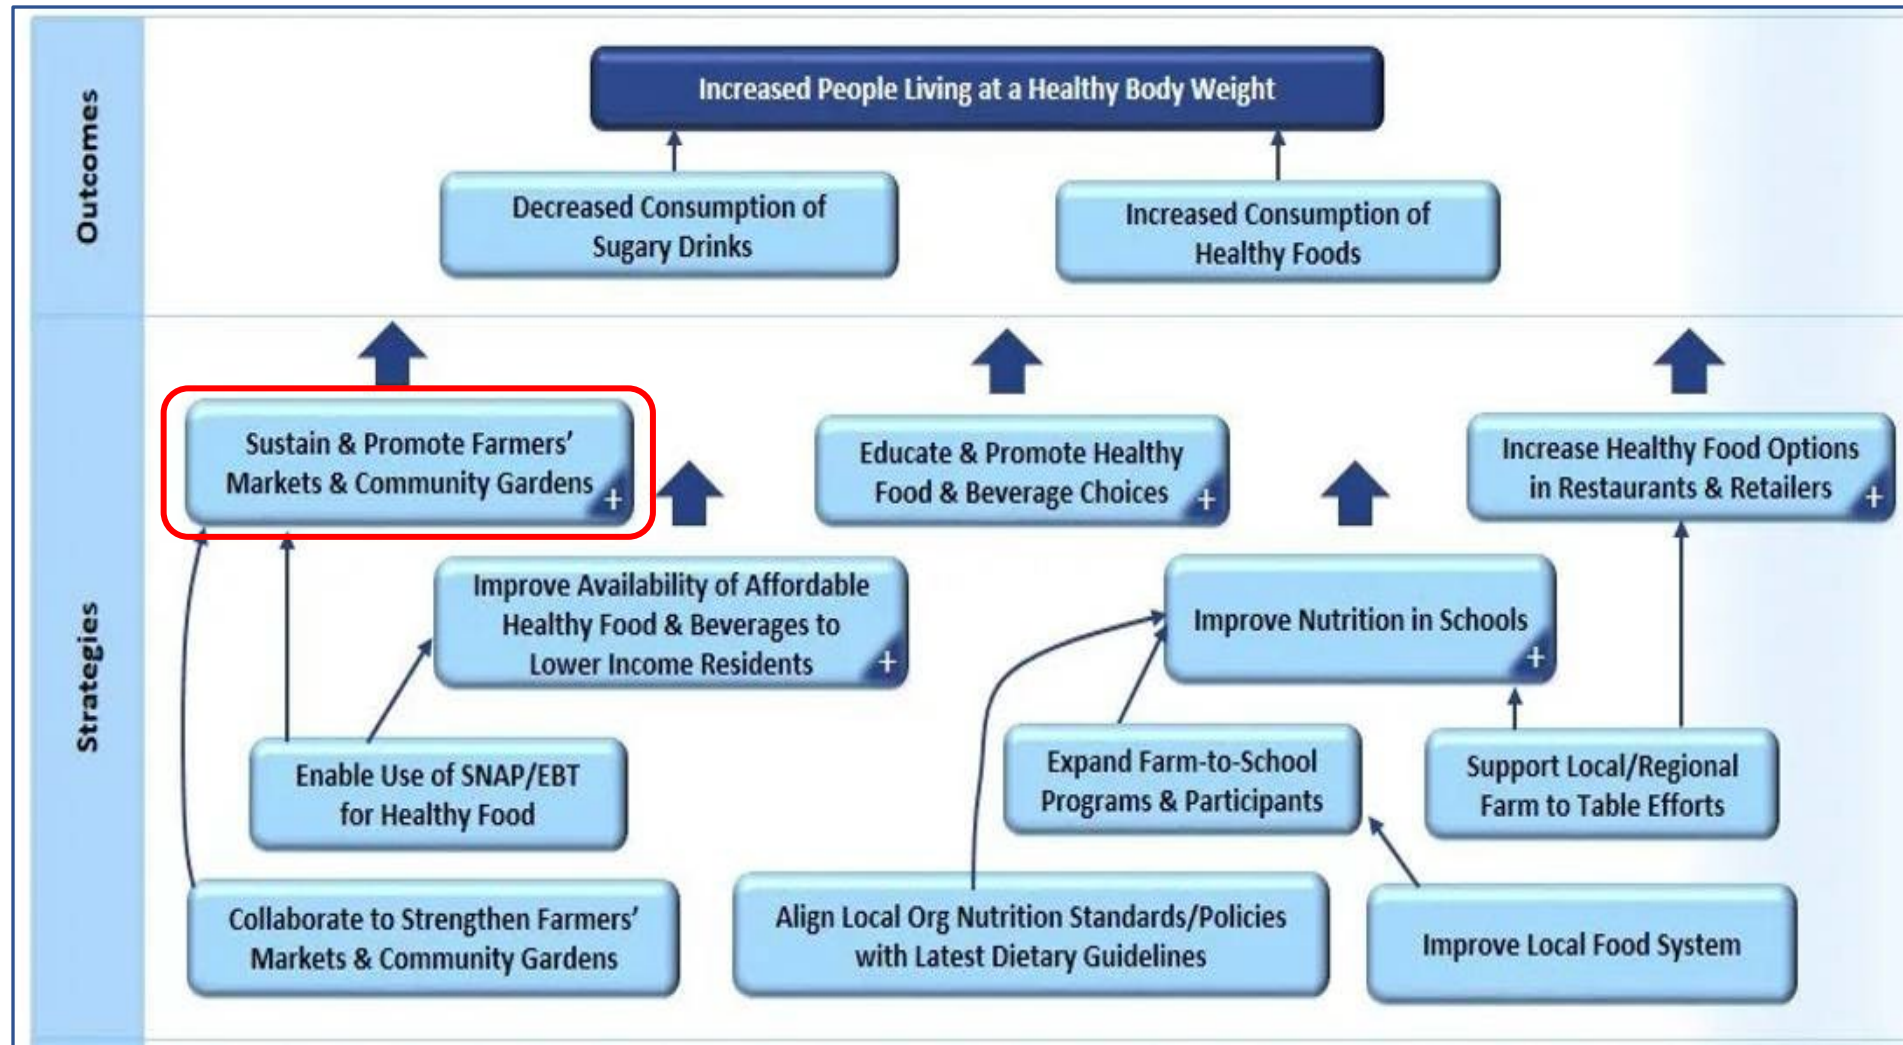 Outcomes
Increased People Living at a Healthy Body Weight
Decreased Consumption of
Sugary Drinks
Increased Consumption of
Healthy Foods
Strategies
Sustain & Promote Farmers’
Markets & Community Gardens
+
Educate & Promote Healthy
Food & Beverage Choices
+
Increase Healthy Food Options
in Restaurants & Retailers
+
Improve Availability of Affordable
Healthy Food & Beverages to
Lower Income Residents
+
Improve Nutrition in Schools
+
Enable Use of SNAP/EBT
for Healthy Food
Expand Farm-to-School
Programs & Participants
Support Local/Regional
Farm to Table Efforts
Collaborate to Strengthen Farmers’
Markets & Community Gardens
Align Local Org Nutrition Standards/Policies
with Latest Dietary Guidelines
Improve Local Food System